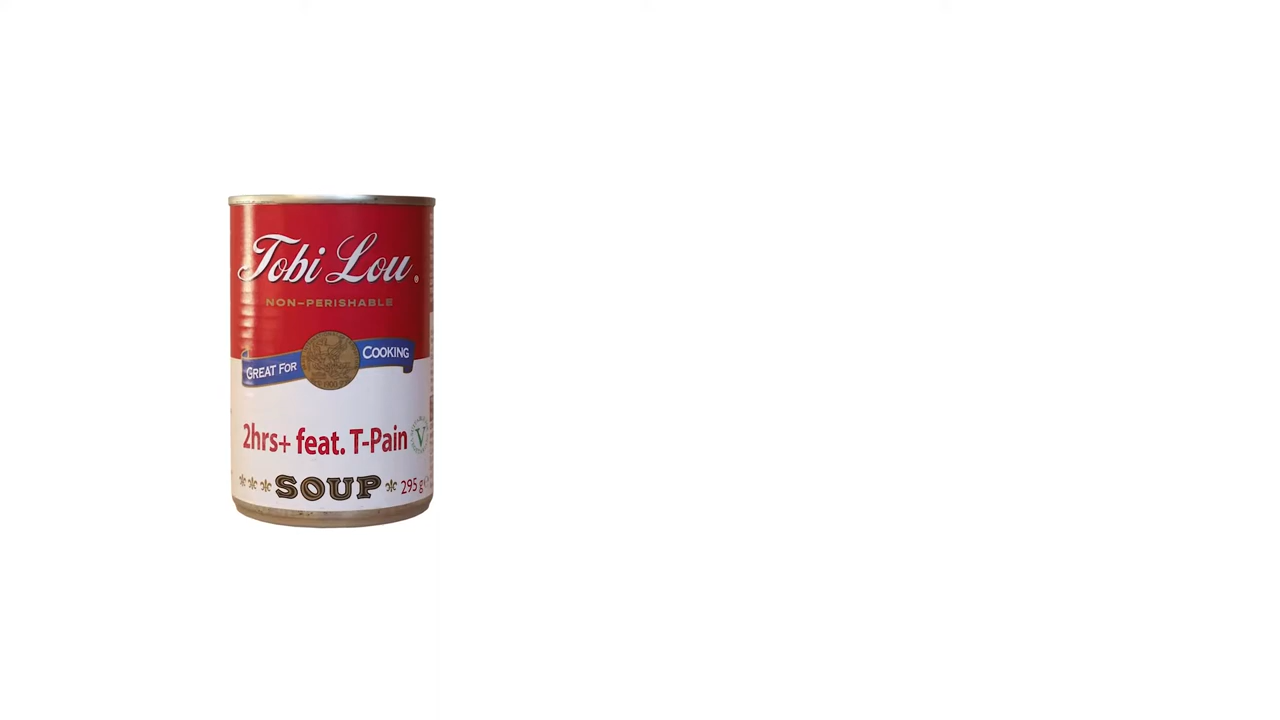 Tobi Lou
NON-PERISHABLE
GREAT FOR COOKING
2hrs+ feat. T-Pain V
SOUP 295 g